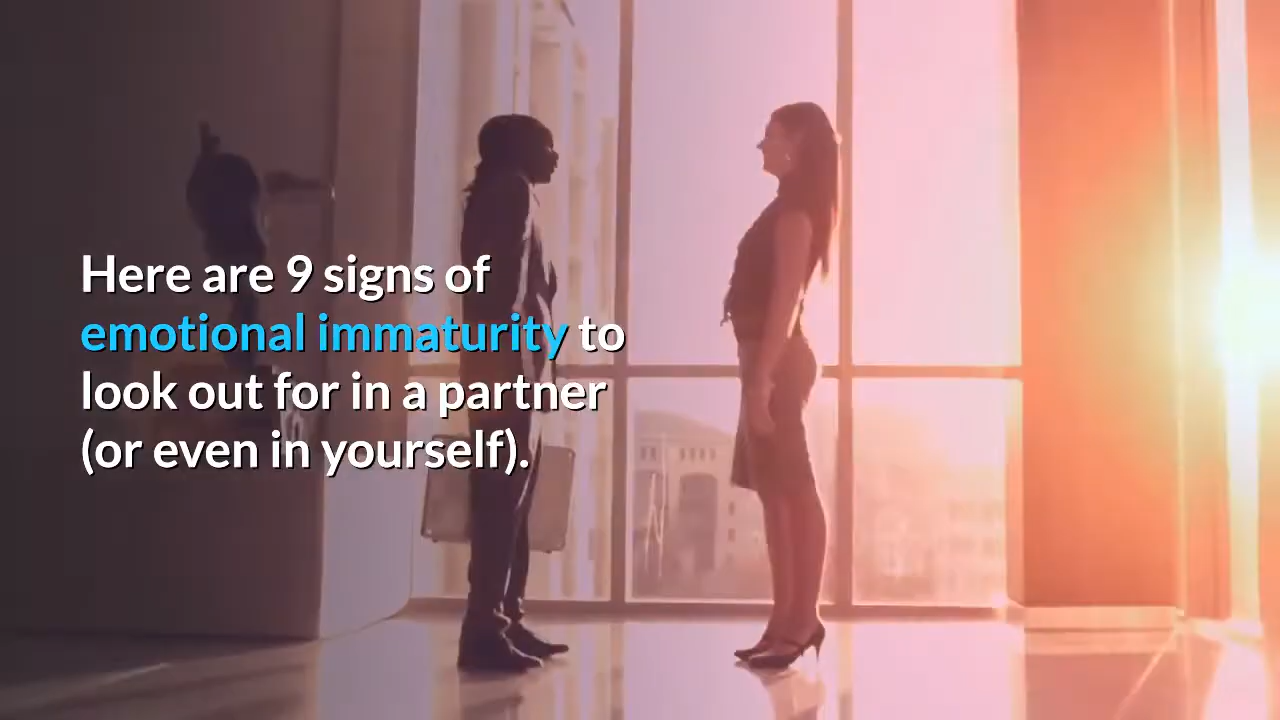 Here are 9 signs of
emotional immaturity to
look out for in a partner
(or even in yourself).